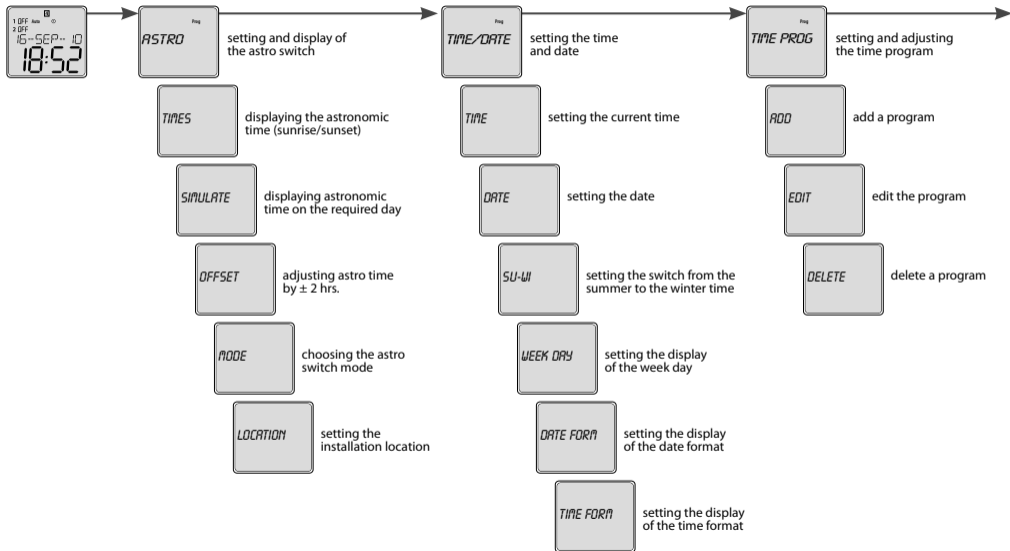 1
1 OFF Auto
2 OFF
16-SEP-10
18:52
Prog
ASTRO
setting and display of
the astro switch
TIMES
displaying the astronomic
time (sunrise/sunset)
SIMULATE
displaying astronomic
time on the required day
OFFSET
adjusting astro time
by ± 2 hrs.
MODE
choosing the astro
switch mode
LOCATION
setting the
installation location
Prog
TIME/DATE
setting the time
and date
TIME
setting the current time
DATE
setting the date
SU-WI
setting the switch from the
summer to the winter time
WEEK DAY
setting the display
of the week day
DATE FORM
setting the display
of the date format
TIME FORM
setting the display
of the time format
Prog
TIME PROG
setting and adjusting
the time program
ADD
add a program
EDIT
edit the program
DELETE
delete a program